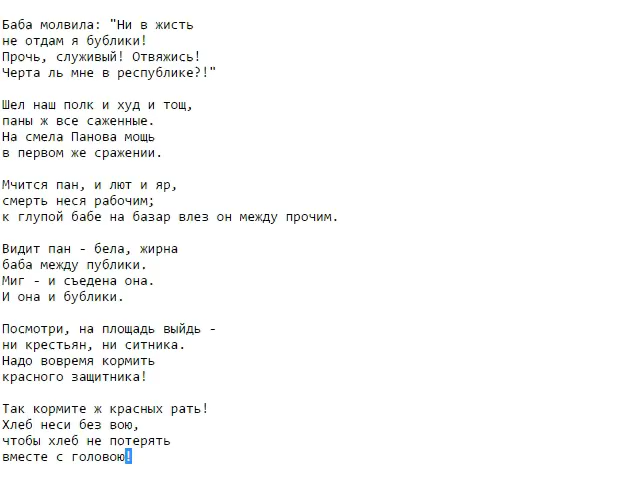 Баба молвила: "Ни в жисть
не отдам я бублики!
Прочь, служивый! Отвяжись!
Черта ль мне в республике?!"
Шел наш полк и худ и тощ,
паны ж все саженные.
На смела Панова мощь
в первом же сражении.
Мчится пан, и лют и яр,
смерть неся рабочим;
к глупой бабе на базар влез он между прочим.
Видит пан - бела, жирна
баба между публики.
Миг - и съедена она.
И она и бублики.
Посмотри, на площадь выйдь -
ни крестьян, ни ситника.
Надо вовремя кормить
красного защитника!
Так кормите ж красных рать!
Хлеб неси без вою,
чтобы хлеб не потерять
вместе с головою!